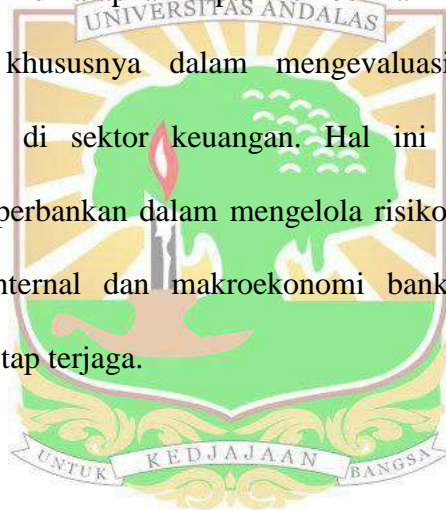 UNIVERSITAS ANDALAS
khususnya dalam mengevaluasi
di sektor keuangan. Hal ini
perbankan dalam mengelola risiko
internal dan makroekonomi bank
tap terjaga.
UNTUK KEDJAJAAN BANGSA